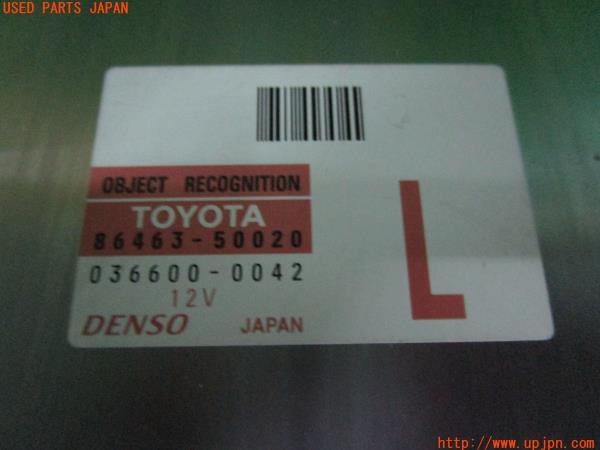 USED PARTS JAPAN
OBJECT RECOGNITION
TOYOTA
86463-50020
036600-0042
12V
DENSO JAPAN
L
http://www.upjpn.com